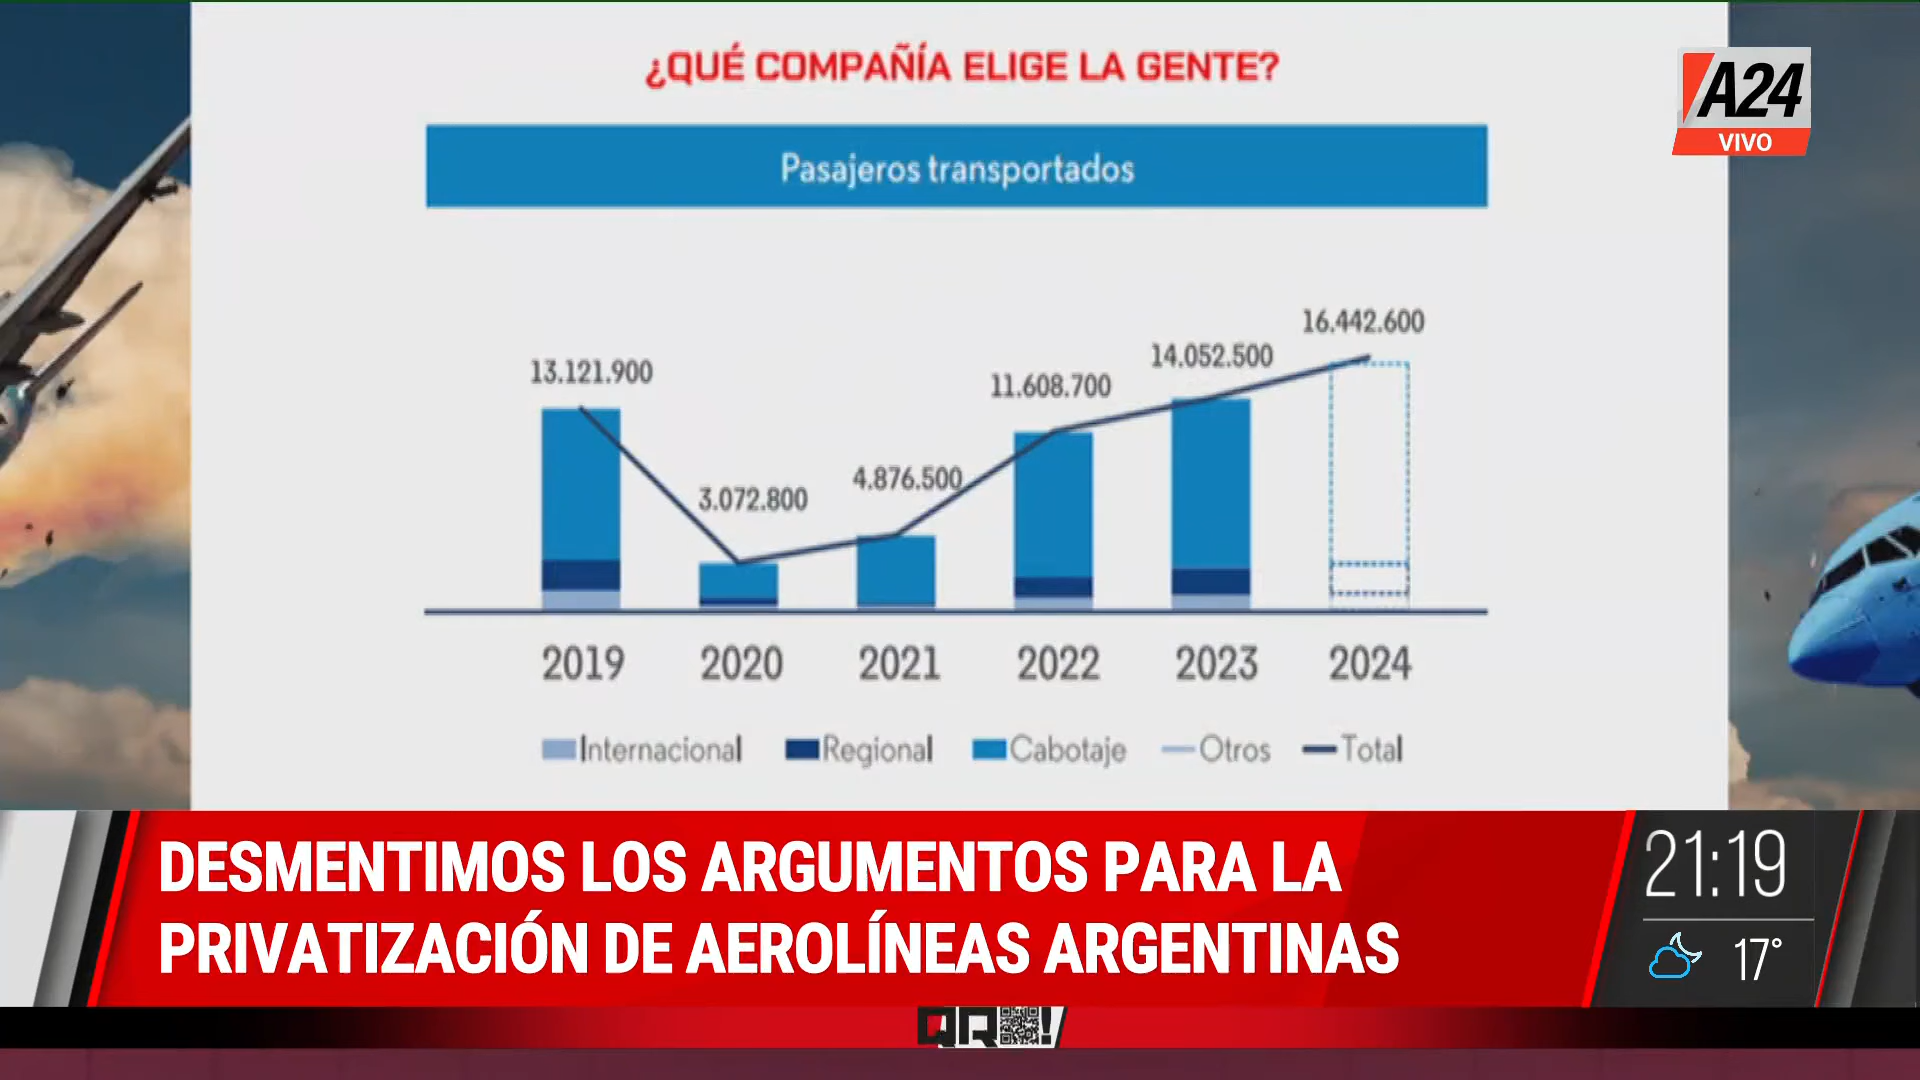 ¿QUÉ COMPAÑÍA ELIGE LA GENTE?
A24
VIVO
Pasajeros transportados
13.121.900
3.072.800
4.876.500
11.608.700
14.052.500
16.442.600
2019 2020 2021 2022 2023 2024
Internacional Regional Cabotaje Otros Total
DESMENTIMOS LOS ARGUMENTOS PARA LA
PRIVATIZACIÓN DE AEROLÍNEAS ARGENTINAS
21:19
17°
QR!